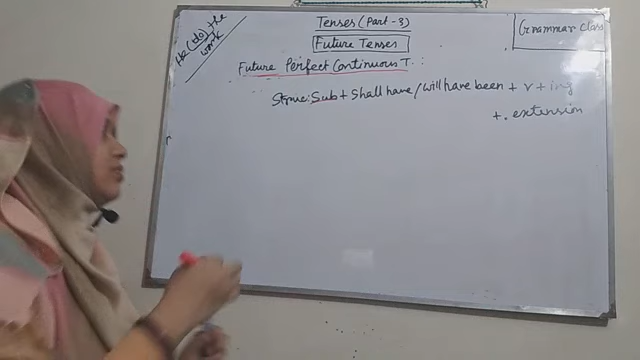 He (do) the
work
Tenses (Part-3)
Grammar Class
Future Tenses
Future Perfect Continuous T. :
Struc: Sub + Shall have / will have been + v + ing
+. extension